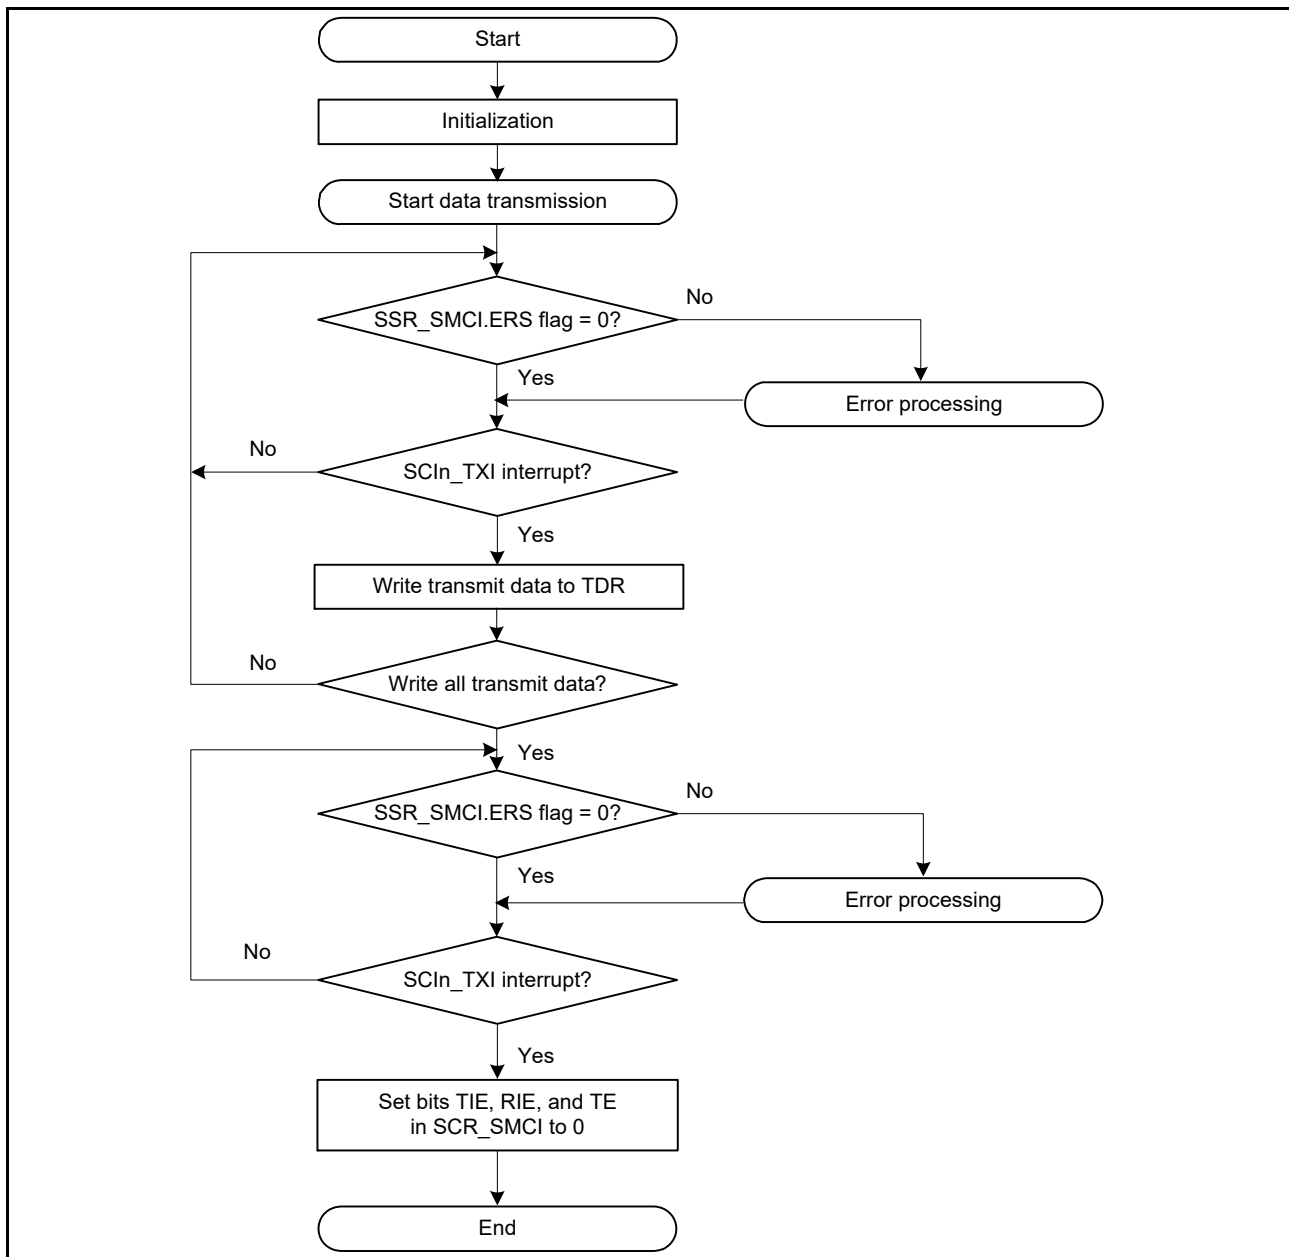 Start
Initialization
Start data transmission
No
SSR_SMCI.ERS flag = 0?
Yes
Error processing
No
SCIn_TXI interrupt?
Yes
Write transmit data to TDR
No
Write all transmit data?
Yes
No
SSR_SMCI.ERS flag = 0?
Yes
Error processing
No
SCIn_TXI interrupt?
Yes
Set bits TIE, RIE, and TE
in SCR_SMCI to 0
End